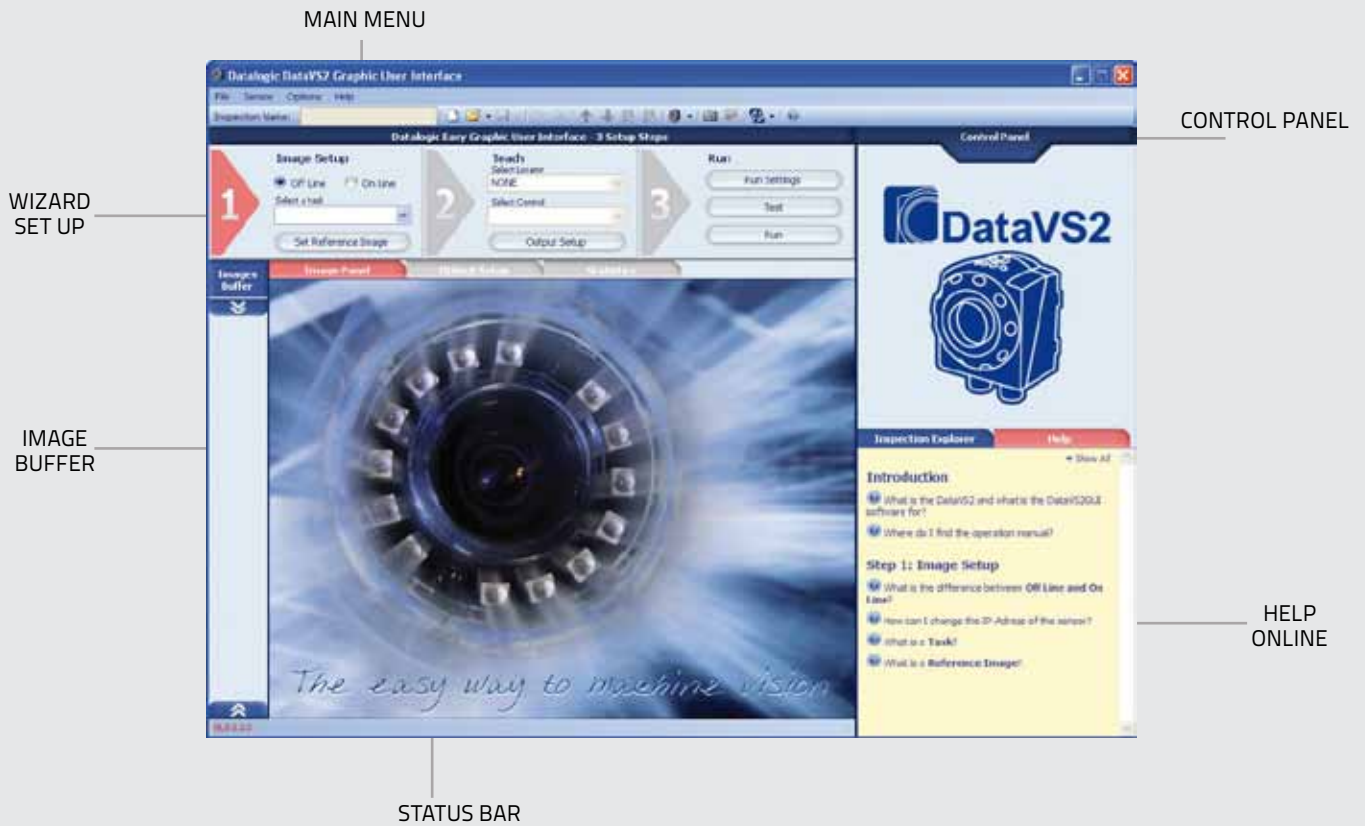 MAIN MENU
Datalogic DataVS2 Graphic User Interface
File Sensor Options Help
Inspection Name:
Datalogic Easy Graphic User Interface - 3 Setup Steps
Control Panel
CONTROL PANEL
WIZARD
SET UP
1
Image Setup
Off Line On Line
Select a task
Set Reference Image
2
Teach
Select Locator
NONE
Select Control
Output Setup
3
Run
Run Settings
Test
Run
DataVS2
Images
Buffer
Image Panel
Statistics
IMAGE
BUFFER
The easy way to machine vision
Inspection Explorer
Help
Show All
Introduction
What is the DataVS2 and what is the DataVS2GUI
software for?
Where do I find the operation manual?
Step 1: Image Setup
What is the difference between Off Line and On
Line?
How can I change the IP-Adress of the sensor?
What is a Task?
What is a Reference Image?
HELP
ONLINE
STATUS BAR